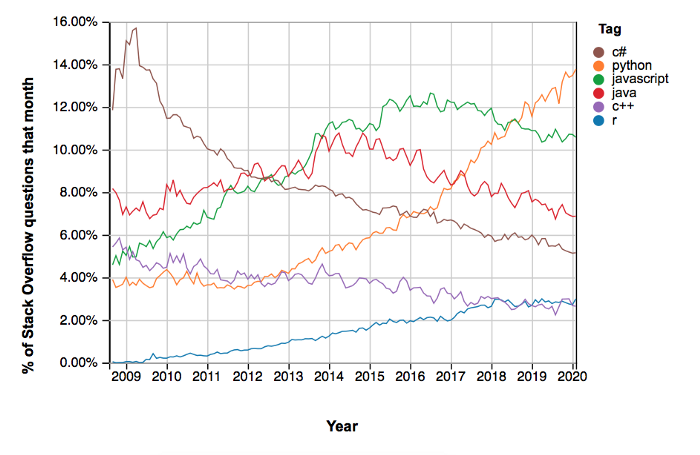 16.00%
14.00%
12.00%
10.00%
8.00%
6.00%
4.00%
2.00%
0.00%
% of Stack Overflow questions that month
2009 2010 2011 2012 2013 2014 2015 2016 2017 2018 2019 2020
Year
Tag
c#
python
javascript
java
c++
r